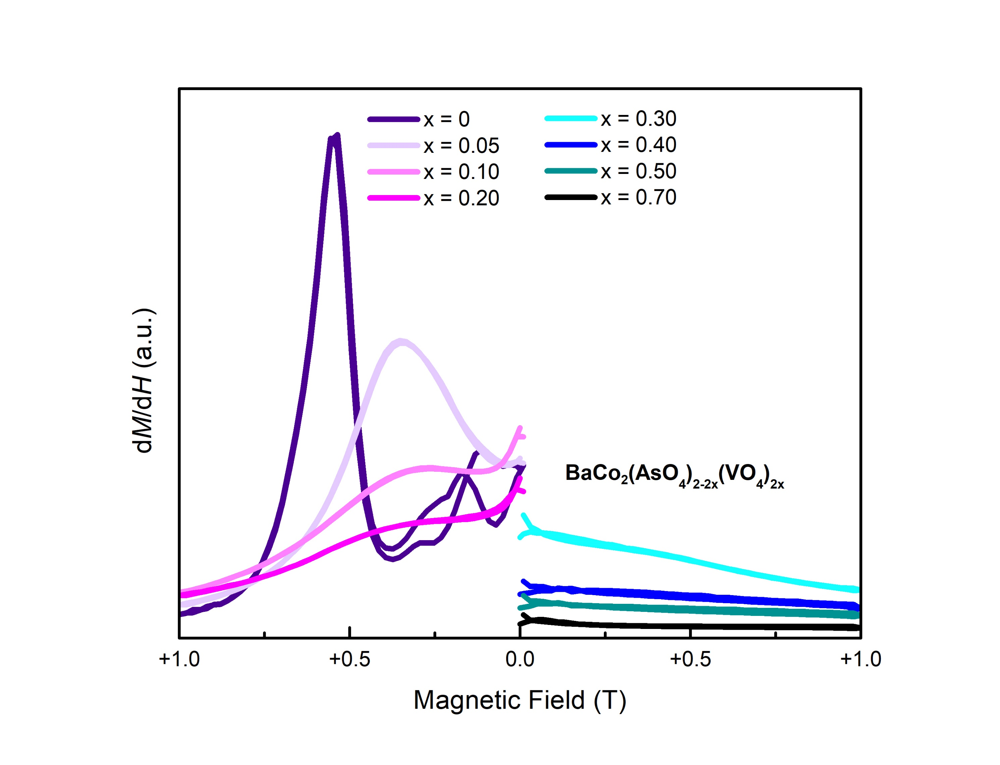 x = 0
x = 0.05
x = 0.10
x = 0.20
x = 0.30
x = 0.40
x = 0.50
x = 0.70
dM/dH (a.u.)
BaCo₂(AsO₄)₂₋₂ₓ(VO₄)₂ₓ
+1.0 +0.5 0.0 +0.5 +1.0
Magnetic Field (T)